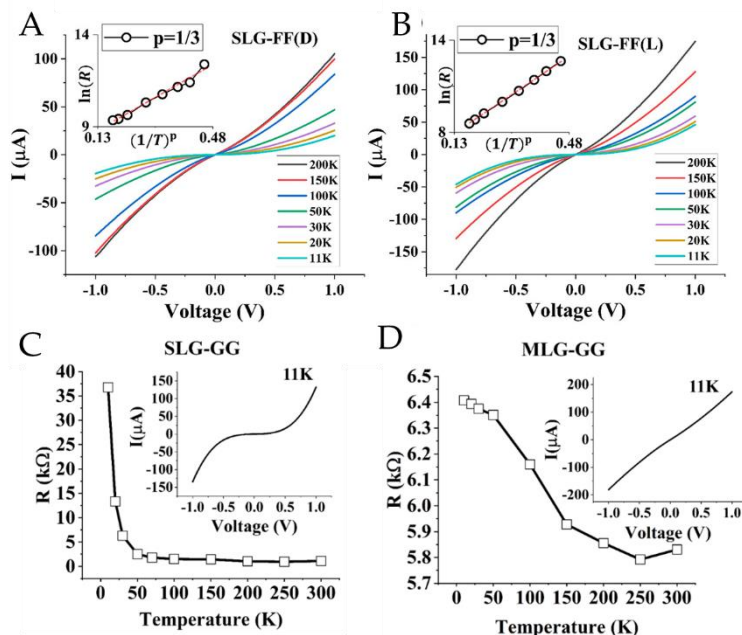 A
SLG-FF(D)
p=1/3
ln(R)
14
9
0.13
(1/T)ᵖ
0.48
I (μA)
100
50
0
-50
-100
200K
150K
100K
50K
30K
20K
11K
-1.0
-0.5
0.0
0.5
1.0
Voltage (V)
B
SLG-FF(L)
p=1/3
ln(R)
14
8
0.13
(1/T)ᵖ
0.48
I (μA)
175
150
125
100
75
50
25
0
-25
-50
-75
-100
-125
-150
-175
200K
150K
100K
50K
30K
20K
11K
-1.0
-0.5
0.0
0.5
1.0
Voltage (V)
C
SLG-GG
R (kΩ)
40
35
30
25
20
15
10
5
0
0
50
100
150
200
250
300
Temperature (K)
11K
I(μA)
150
100
50
0
-50
-100
-150
-1.0
-0.5
0.0
0.5
1.0
Voltage (V)
D
MLG-GG
R (kΩ)
6.5
6.4
6.3
6.2
6.1
6.0
5.9
5.8
5.7
0
50
100
150
200
250
300
Temperature (K)
11K
I(μA)
200
100
0
-100
-200
-1.0
-0.5
0.0
0.5
1.0
Voltage (V)